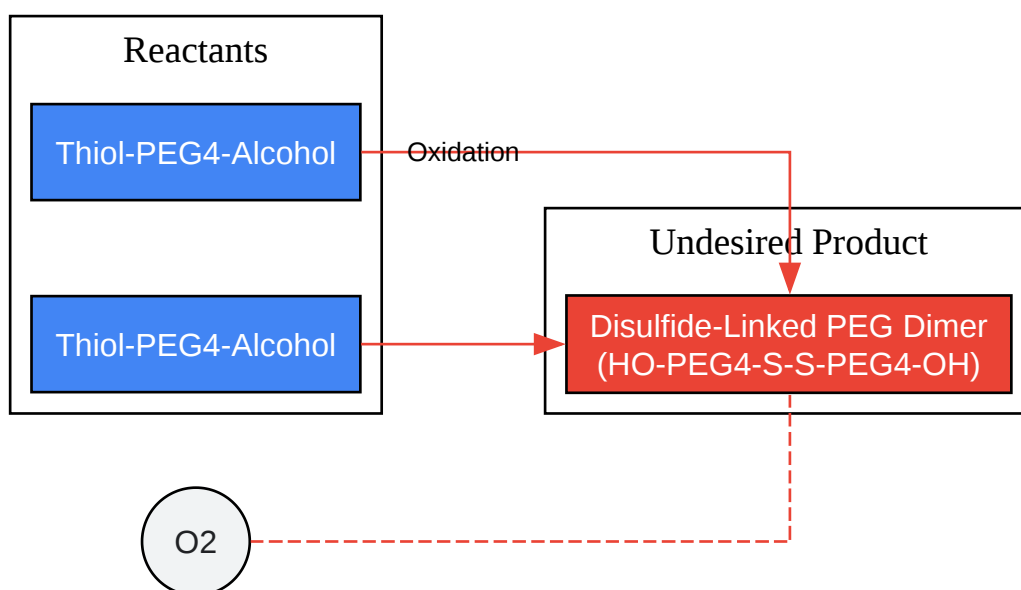 Reactants
Thiol-PEG4-Alcohol
Oxidation
Undesired Product
Thiol-PEG4-Alcohol
Disulfide-Linked PEG Dimer
(HO-PEG4-S-S-PEG4-OH)
O2